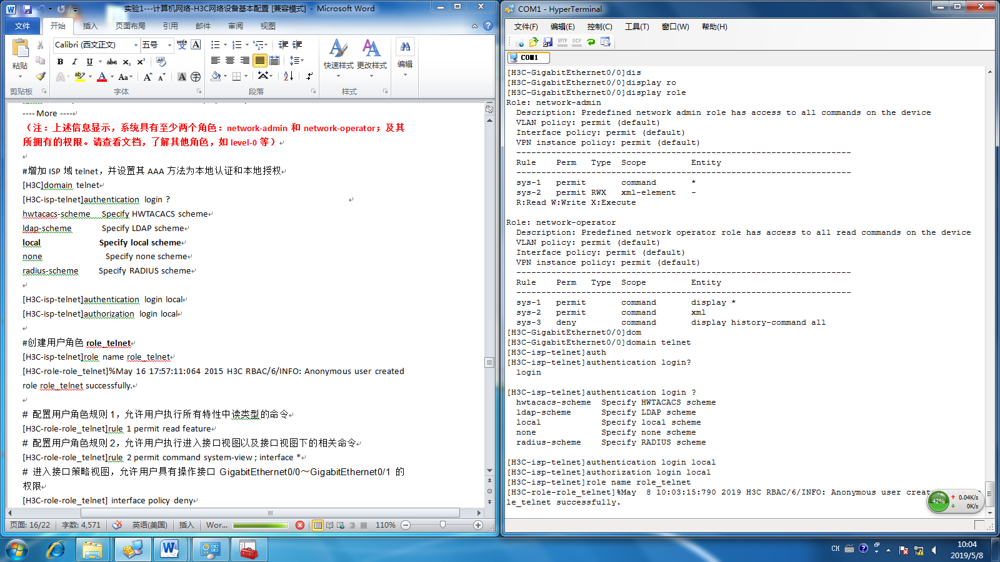 实验1---计算机网络-H3C网络设备基本配置 [兼容模式] - Microsoft Word
文件 开始 插入 页面布局 引用 邮件 审阅 视图
Calibri (西文正文) 五号
粘贴
快速样式 更改样式 编辑
剪贴板 字体 段落 样式
---- More ----
（注：上述信息显示，系统具有至少两个角色：network-admin 和 network-operator；及其
所拥有的权限。请查看文档，了解其他角色，如 level-0 等）
#增加 ISP 域 telnet，并设置其 AAA 方法为本地认证和本地授权
[H3C]domain telnet
[H3C-isp-telnet]authentication login ?
hwtacacs-scheme Specify HWTACACS scheme
ldap-scheme Specify LDAP scheme
local Specify local scheme
none Specify none scheme
radius-scheme Specify RADIUS scheme
[H3C-isp-telnet]authentication login local
[H3C-isp-telnet]authorization login local
#创建用户角色 role_telnet
[H3C-isp-telnet]role name role_telnet
[H3C-role-role_telnet]%May 16 17:57:11:064 2015 H3C RBAC/6/INFO: Anonymous user created
role role_telnet successfully.
# 配置用户角色规则 1，允许用户执行所有特性中读类型的命令
[H3C-role-role_telnet]rule 1 permit read feature
# 配置用户角色规则 2，允许用户执行进入接口视图以及接口视图下的相关命令
[H3C-role-role_telnet]rule 2 permit command system-view ; interface *
# 进入接口策略视图，允许用户具有操作接口 GigabitEthernet0/0～GigabitEthernet0/1 的
权限
[H3C-role-role_telnet] interface policy deny
页面: 16/22 字数: 4,571 英语(美国) 插入 Wor... 110%
COM1 - HyperTerminal
文件(F) 编辑(E) 控制(C) 工具(T) 窗口(W) 帮助(H)
SFTP SCP
COM1
[H3C-GigabitEthernet0/0]dis
[H3C-GigabitEthernet0/0]display ro
[H3C-GigabitEthernet0/0]display role
Role: network-admin
Description: Predefined network admin role has access to all commands on the device
VLAN policy: permit (default)
Interface policy: permit (default)
VPN instance policy: permit (default)
-------------------------------------------------------------------
Rule Perm Type Scope Entity
-------------------------------------------------------------------
sys-1 permit command *
sys-2 permit RWX xml-element -
R:Read W:Write X:Execute
Role: network-operator
Description: Predefined network operator role has access to all read commands on the device
VLAN policy: permit (default)
Interface policy: permit (default)
VPN instance policy: permit (default)
-------------------------------------------------------------------
Rule Perm Type Scope Entity
-------------------------------------------------------------------
sys-1 permit command display *
sys-2 permit command xml
sys-3 deny command display history-command all
[H3C-GigabitEthernet0/0]dom
[H3C-GigabitEthernet0/0]domain telnet
[H3C-isp-telnet]auth
[H3C-isp-telnet]authentication login?
login
[H3C-isp-telnet]authentication login ?
hwtacacs-scheme Specify HWTACACS scheme
ldap-scheme Specify LDAP scheme
local Specify local scheme
none Specify none scheme
radius-scheme Specify RADIUS scheme
[H3C-isp-telnet]authentication login local
[H3C-isp-telnet]authorization login local
[H3C-isp-telnet]role name role_telnet
[H3C-role-role_telnet]%May 8 10:03:15:790 2019 H3C RBAC/6/INFO: Anonymous user creat
le_telnet successfully.
42% 0.04K/s
0K/s
CH 10:04
2019/5/8